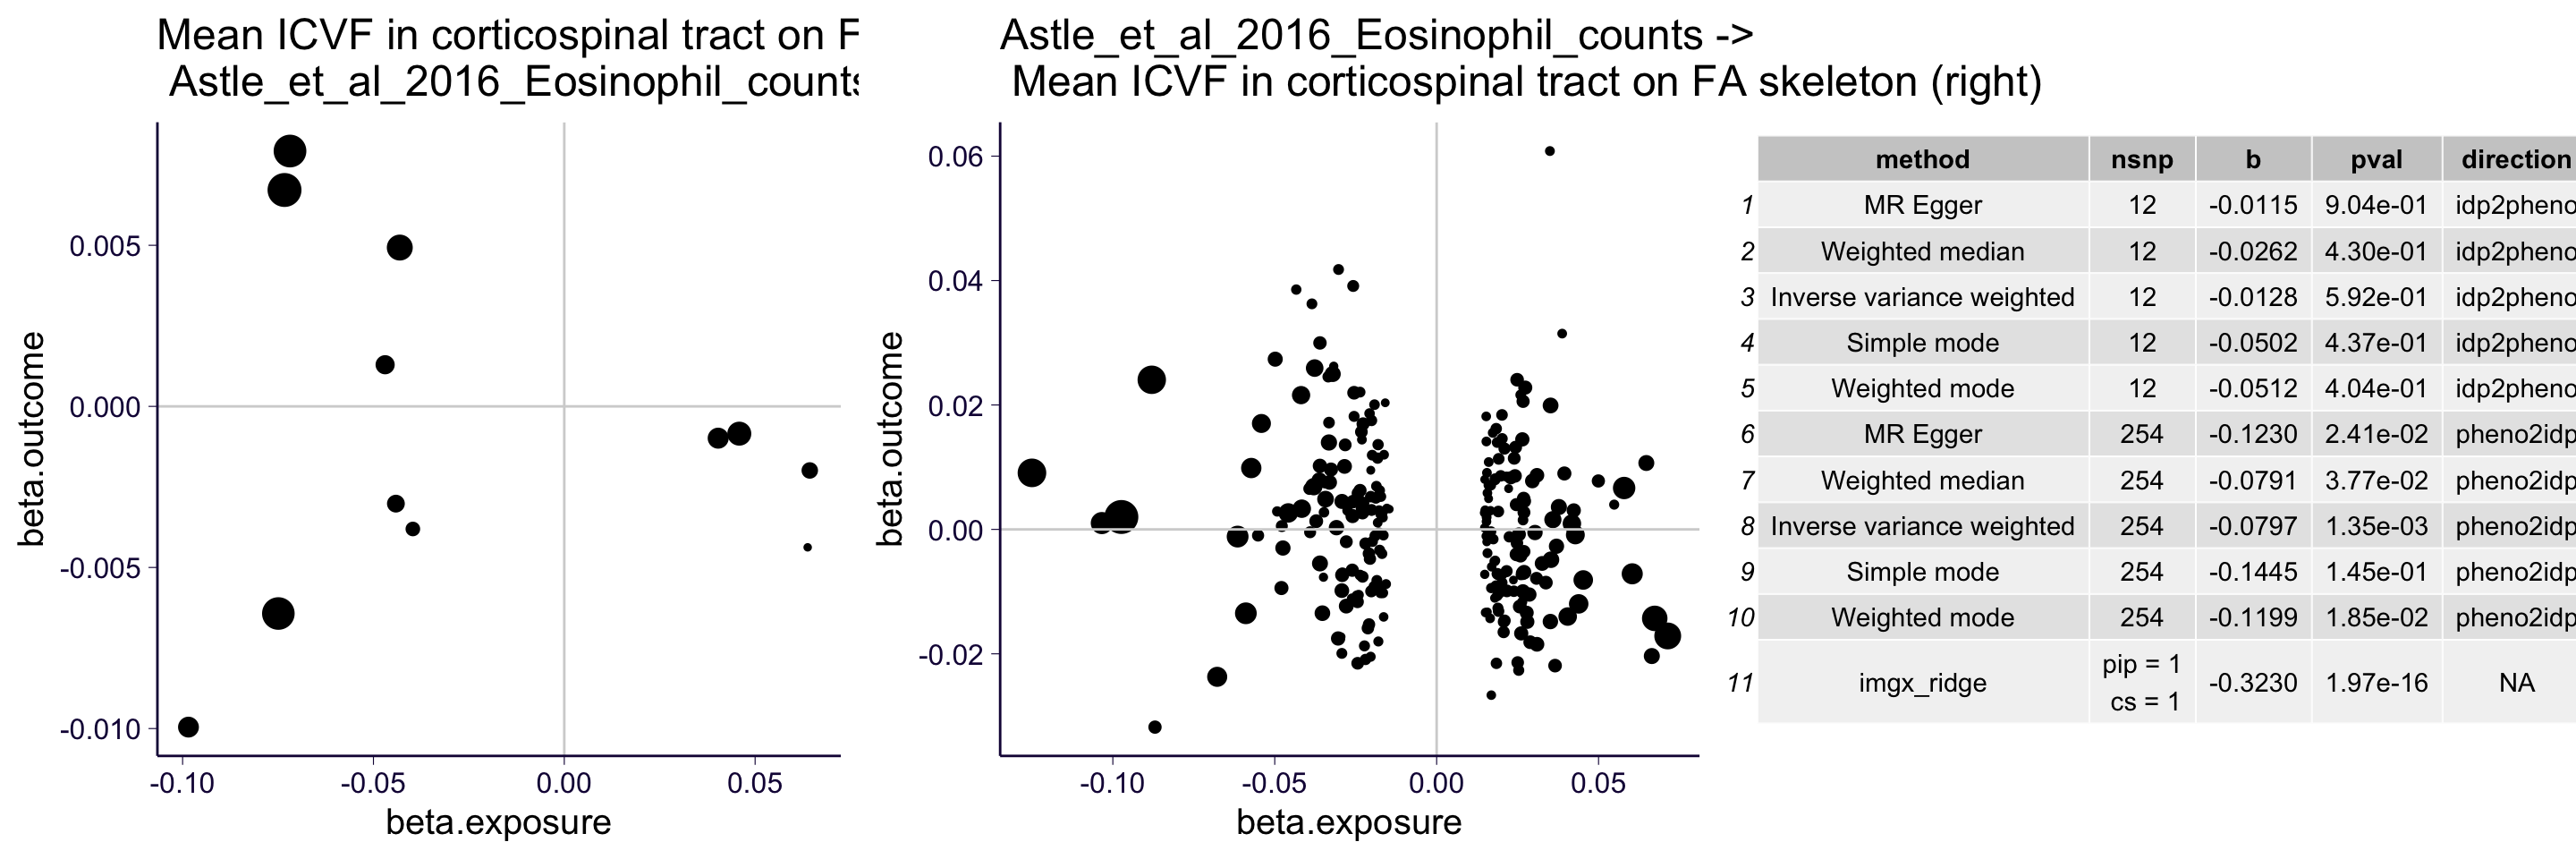 Mean ICVF in corticospinal tract on F
Astle_et_al_2016_Eosinophil_counts
0.005
0.000
-0.005
-0.010
-0.10 -0.05 0.00 0.05
beta.outcome
beta.exposure
Astle_et_al_2016_Eosinophil_counts ->
Mean ICVF in corticospinal tract on FA skeleton (right)
0.06
0.04
0.02
0.00
-0.02
-0.10 -0.05 0.00 0.05
beta.outcome
beta.exposure
method nsnp b pval direction
1 MR Egger 12 -0.0115 9.04e-01 idp2pheno
2 Weighted median 12 -0.0262 4.30e-01 idp2pheno
3 Inverse variance weighted 12 -0.0128 5.92e-01 idp2pheno
4 Simple mode 12 -0.0502 4.37e-01 idp2pheno
5 Weighted mode 12 -0.0512 4.04e-01 idp2pheno
6 MR Egger 254 -0.1230 2.41e-02 pheno2idp
7 Weighted median 254 -0.0791 3.77e-02 pheno2idp
8 Inverse variance weighted 254 -0.0797 1.35e-03 pheno2idp
9 Simple mode 254 -0.1445 1.45e-01 pheno2idp
10 Weighted mode 254 -0.1199 1.85e-02 pheno2idp
11 imgx_ridge pip = 1 cs = 1 -0.3230 1.97e-16 NA